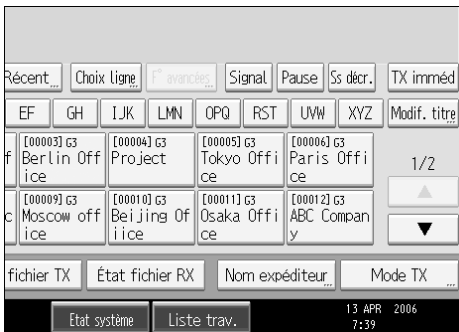 Récent Choix ligne F° avancées Signal Pause Ss décr. TX imméd
EF GH IJK LMN OPQ RST UVW XYZ Modif. titre
[00003] G3 [00004] G3 [00005] G3 [00006] G3
f Berlin Off Project Tokyo Offi Paris Offi 1/2
ice ce ce
[00009] G3 [00010] G3 [00011] G3 [00012] G3
c Moscow off Beijing Of Osaka Offi ABC Compan
ice iice ce y
fichier TX État fichier RX Nom expéditeur Mode TX
Etat système Liste trav. 13 APR 2006
7:39